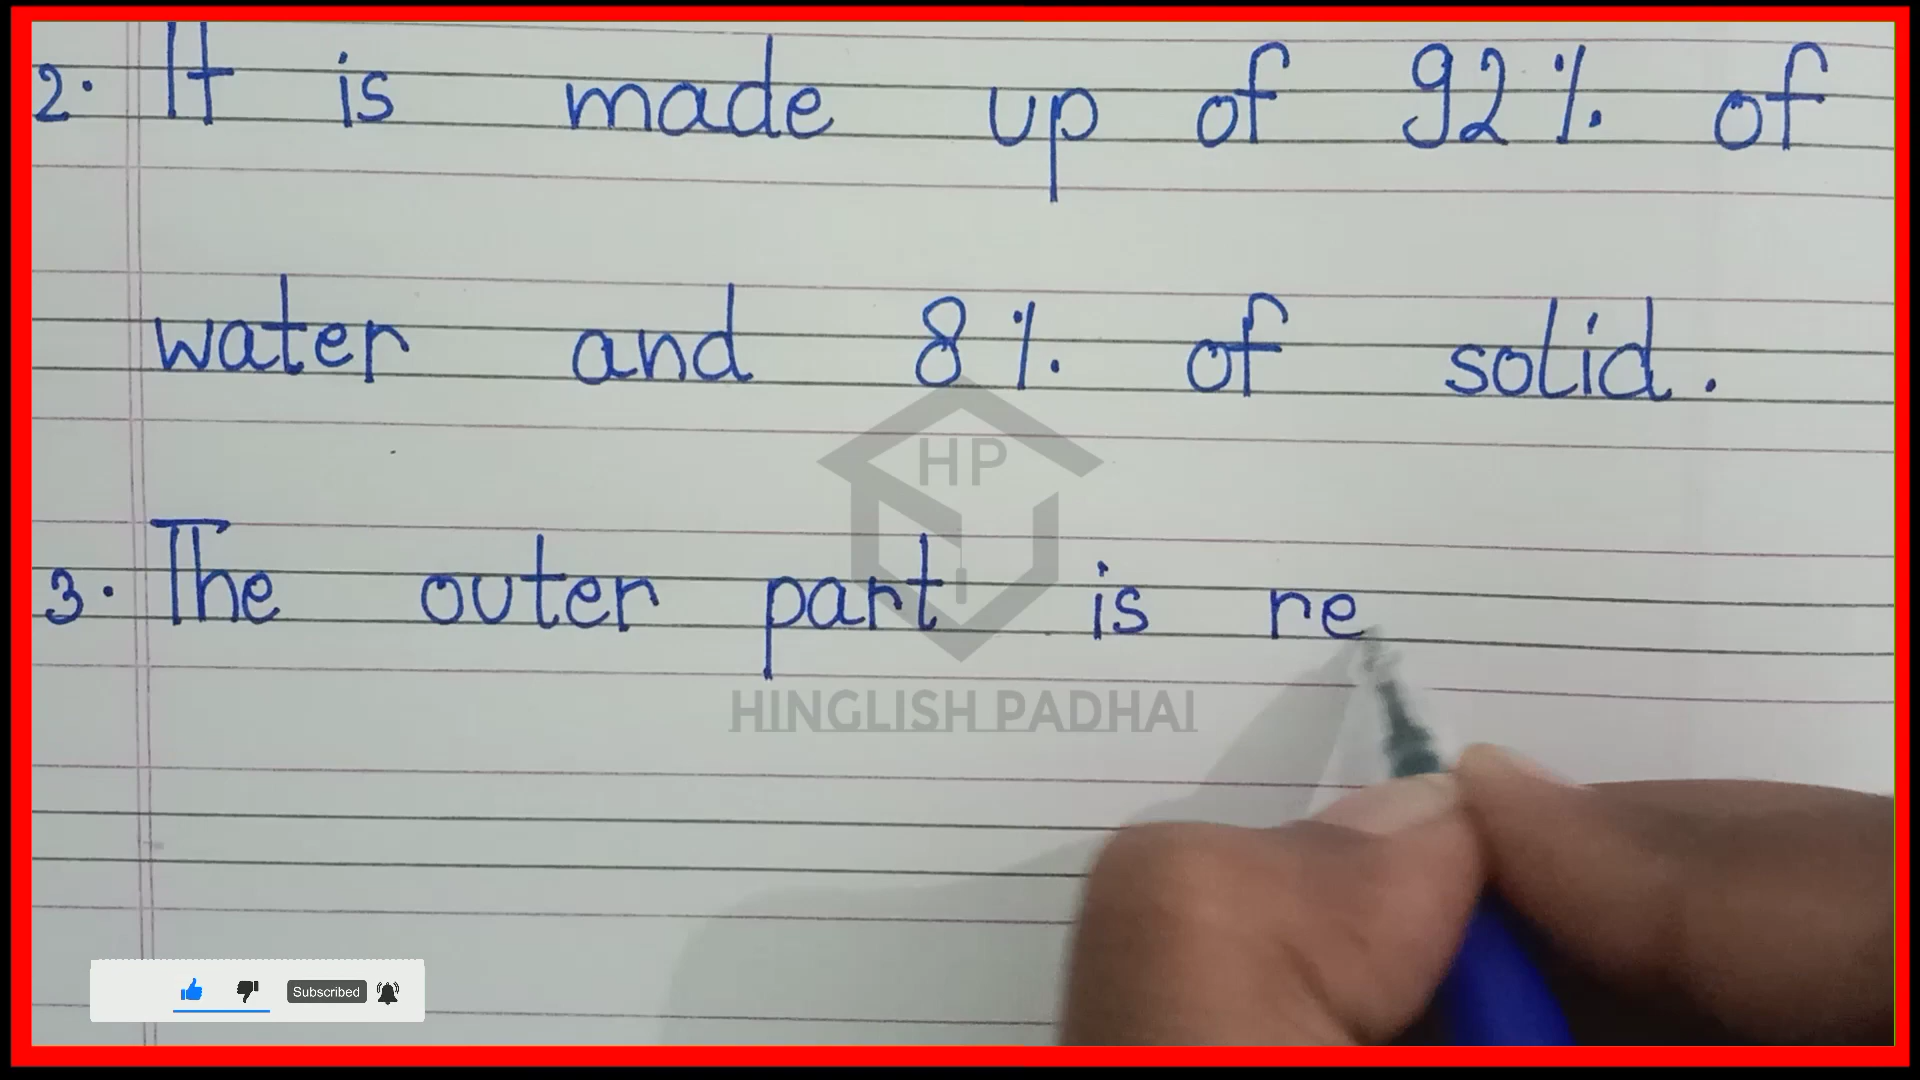 2. It is made up of 92% of
water and 8% of solid.
3. The outer part is re
HP
HINGLISH PADHAI
Subscribed